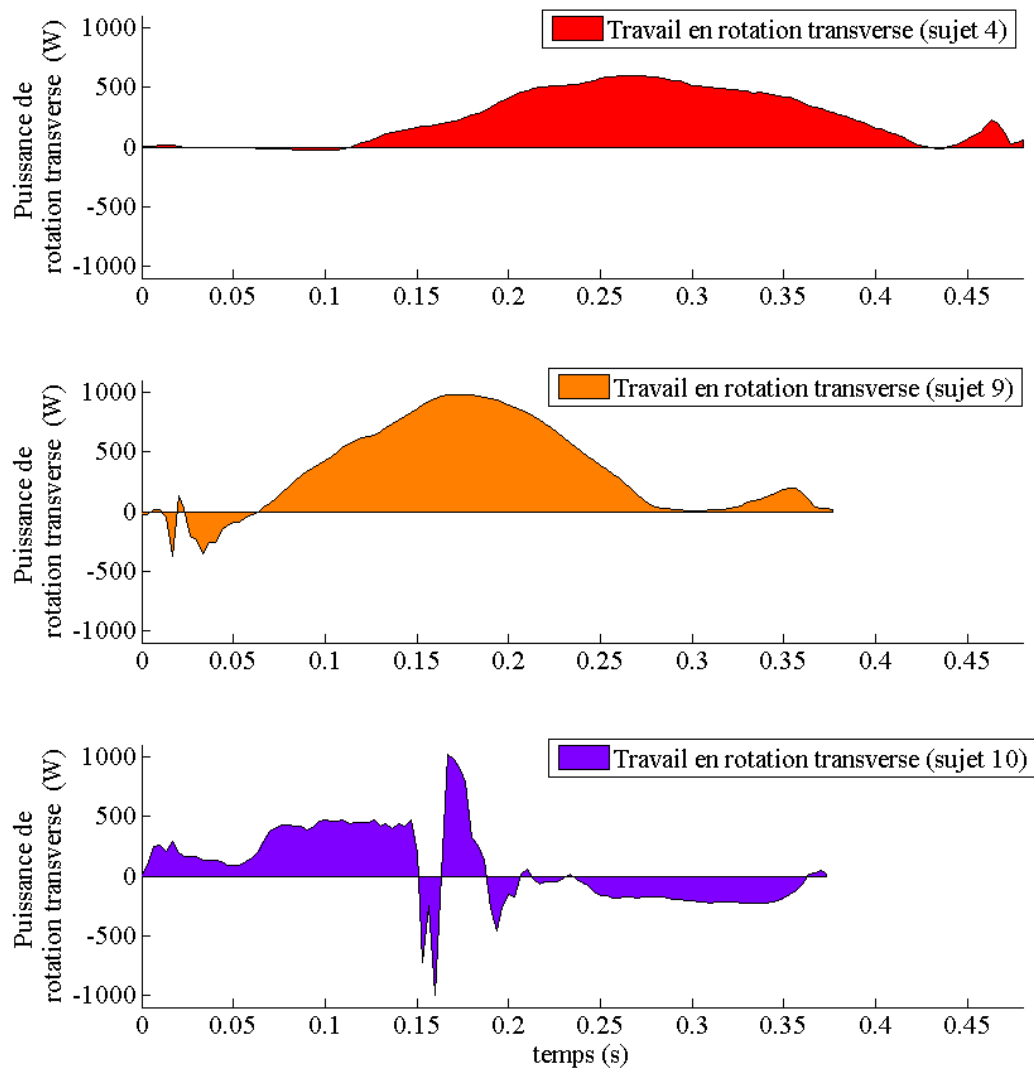 Travail en rotation transverse (sujet 4)
Puissance de
rotation transverse (W)
1000
500
0
-500
-1000
0 0.05 0.1 0.15 0.2 0.25 0.3 0.35 0.4 0.45
Travail en rotation transverse (sujet 9)
Puissance de
rotation transverse (W)
1000
500
0
-500
-1000
0 0.05 0.1 0.15 0.2 0.25 0.3 0.35 0.4 0.45
Travail en rotation transverse (sujet 10)
Puissance de
rotation transverse (W)
1000
500
0
-500
-1000
0 0.05 0.1 0.15 0.2 0.25 0.3 0.35 0.4 0.45
temps (s)